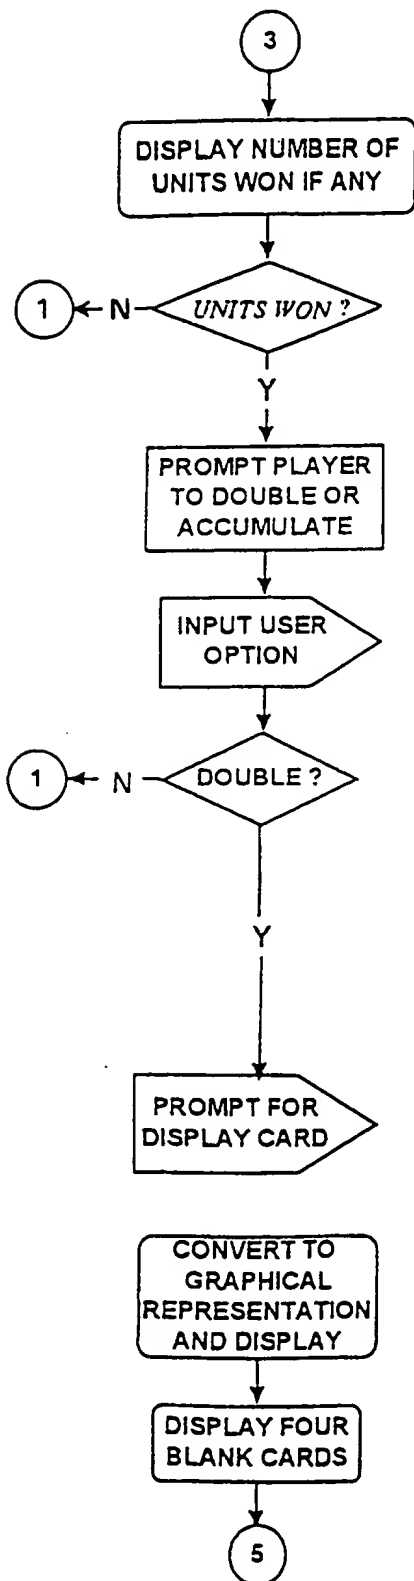 3
DISPLAY NUMBER OF
UNITS WON IF ANY
1
N
UNITS WON ?
Y
PROMPT PLAYER
TO DOUBLE OR
ACCUMULATE
INPUT USER
OPTION
1
N
DOUBLE ?
Y
PROMPT FOR
DISPLAY CARD
CONVERT TO
GRAPHICAL
REPRESENTATION
AND DISPLAY
DISPLAY FOUR
BLANK CARDS
5